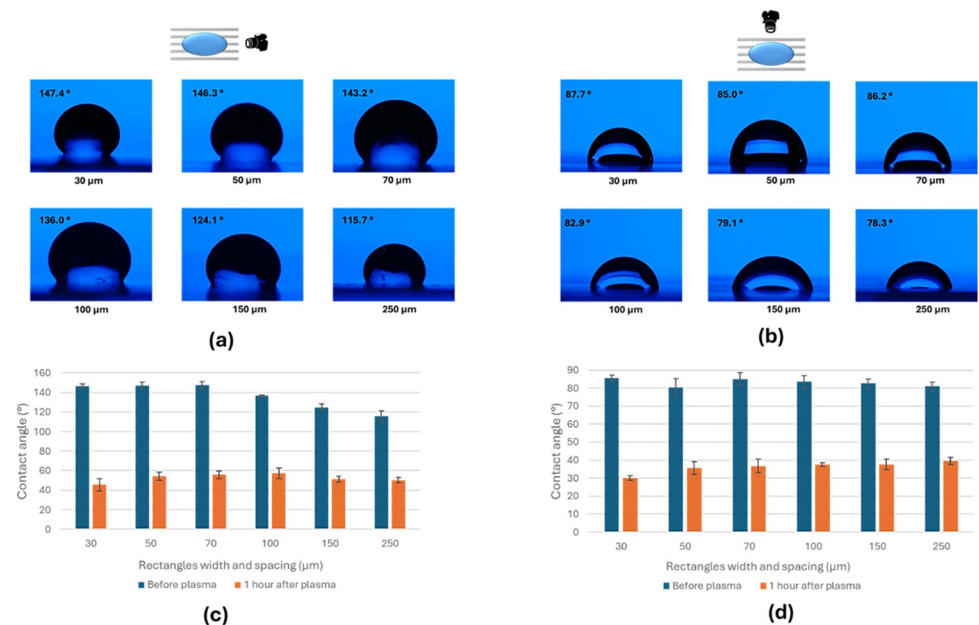 147.4 °
146.3 °
143.2 °
30 µm
50 µm
70 µm
136.0 °
124.1 °
115.7 °
100 µm
150 µm
250 µm
(a)
87.7 °
85.0 °
86.2 °
30 µm
50 µm
70 µm
82.9 °
79.1 °
78.3 °
100 µm
150 µm
250 µm
(b)
Contact angle (°)
160
140
120
100
80
60
40
20
0
30 50 70 100 150 250
Rectangles width and spacing (µm)
Before plasma 1 hour after plasma
(c)
Contact angle (°)
90
80
70
60
50
40
30
20
10
0
30 50 70 100 150 250
Rectangles width and spacing (µm)
Before plasma 1 hour after plasma
(d)